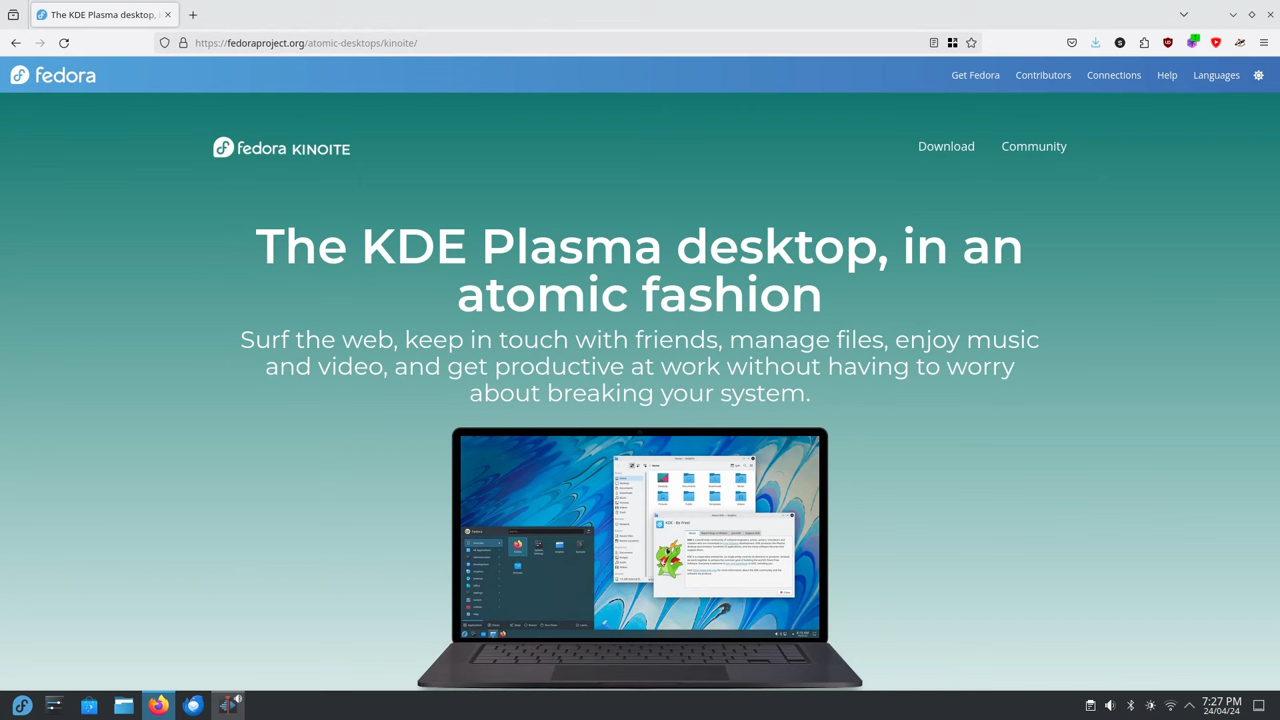 The KDE Plasma desktop, i
https://fedoraproject.org/atomic-desktops/kinoite/
fedora
Get Fedora
Contributors
Connections
Help
Languages
fedora KINOITE
Download
Community
The KDE Plasma desktop, in an
atomic fashion
Surf the web, keep in touch with friends, manage files, enjoy music
and video, and get productive at work without having to worry
about breaking your system.
KDE - Be Free!
7:27 PM
24/04/24